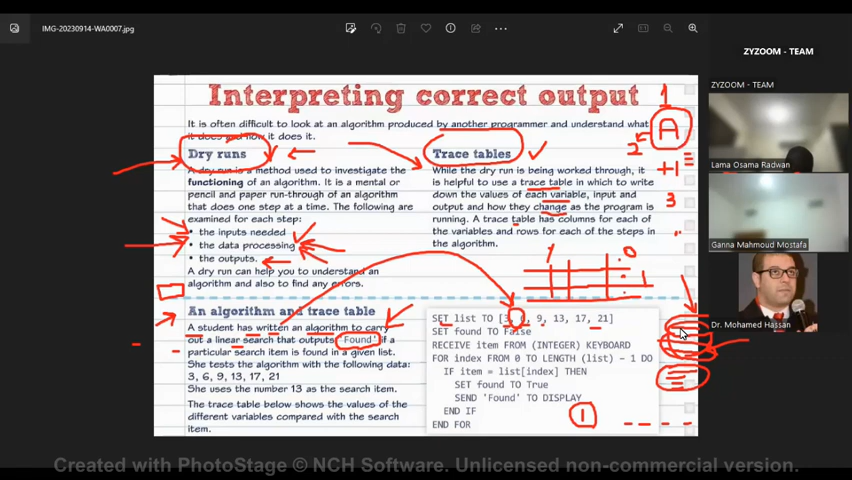 IMG-20230914-WA0007.jpg
ZYZOOM - TEAM
ZYZOOM - TEAM
Lama Osama Radwan
Ganna Mahmoud Mostafa
Dr. Mohamed Hassan
Interpreting correct output
It is often difficult to look at an algorithm produced by another programmer and understand what
it does and how it does it.
Dry runs
A dry run is a method used to investigate the
functioning of an algorithm. It is a mental or
pencil and paper run-through of an algorithm
that does one step at a time. The following are
examined for each step:
• the inputs needed
• the data processing
• the outputs.
A dry run can help you to understand an
algorithm and also to find any errors.
Trace tables
While the dry run is being worked through, it
is helpful to use a trace table in which to write
down the values of each variable, input and
output and how they change as the program is
running. A trace table has columns for each of
the variables and rows for each of the steps in
the algorithm.
1
A
2
+1
3
1
0
1
An algorithm and trace table
A student has written an algorithm to carry
out a linear search that outputs 'Found' if a
particular search item is found in a given list.
She tests the algorithm with the following data:
3, 6, 9, 13, 17, 21
She uses the number 13 as the search item.
The trace table below shows the values of the
different variables compared with the search
item.
SET list TO [3, 6, 9, 13, 17, 21]
SET found TO False
RECEIVE item FROM (INTEGER) KEYBOARD
FOR index FROM 0 TO LENGTH (list) – 1 DO
IF item = list[index] THEN
SET found TO True
SEND 'Found' TO DISPLAY
END IF
END FOR
1
Created with PhotoStage © NCH Software. Unlicensed non-commercial version.